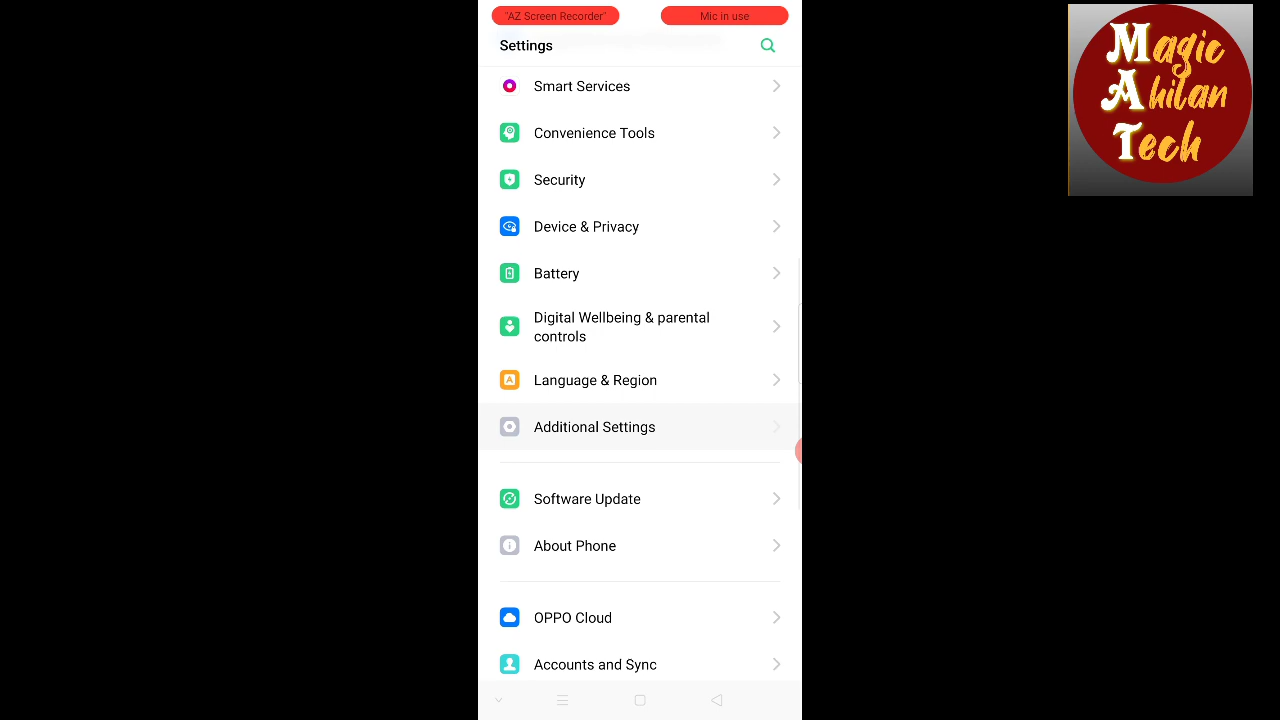 "AZ Screen Recorder"
Mic in use
Settings
Smart Services
Convenience Tools
Security
Device & Privacy
Battery
Digital Wellbeing & parental
controls
Language & Region
Additional Settings
Software Update
About Phone
OPPO Cloud
Accounts and Sync
Magic
Ahilan
Tech